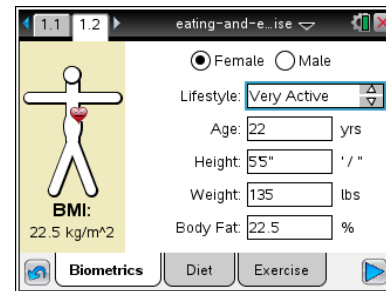 1.1 1.2 eating-and-e...ise
Female Male
Lifestyle: Very Active
Age: 22 yrs
Height: 5'5" ' / "
Weight: 135 lbs
BMI:
22.5 kg/m^2
Body Fat: 22.5 %
Biometrics Diet Exercise